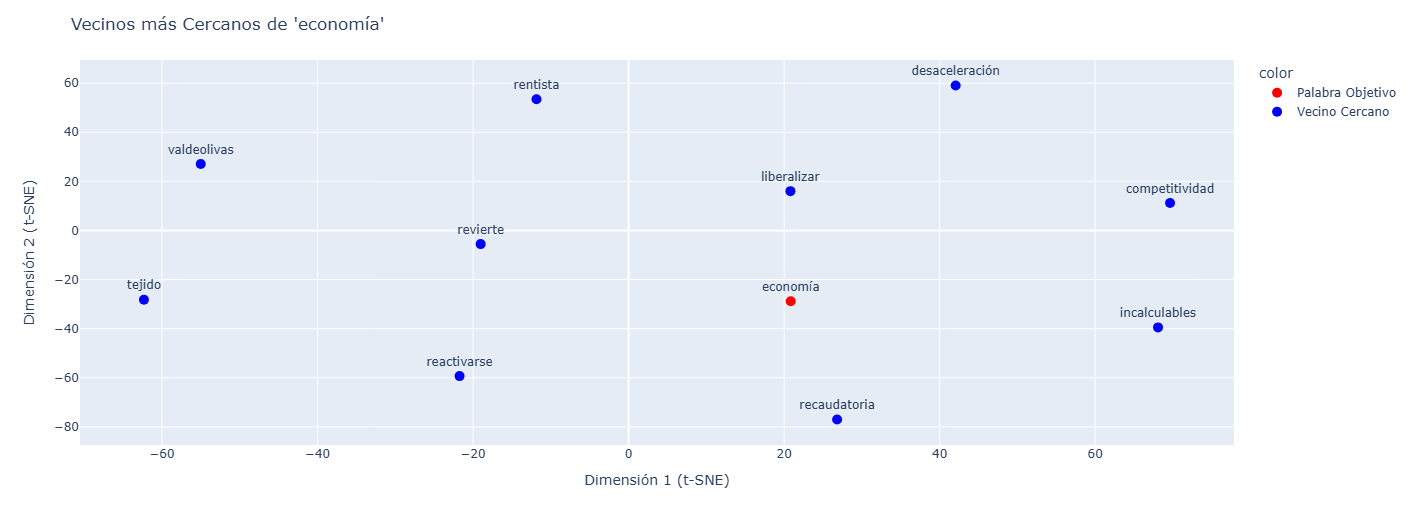 Vecinos más Cercanos de 'economía'
color
Palabra Objetivo
Vecino Cercano
desaceleración
rentista
valdeolivas
liberalizar
competitividad
revierte
tejido
economía
incalculables
reactivarse
recaudatoria
60
40
20
0
−20
−40
−60
−80
Dimensión 2 (t-SNE)
−60
−40
−20
0
20
40
60
Dimensión 1 (t-SNE)